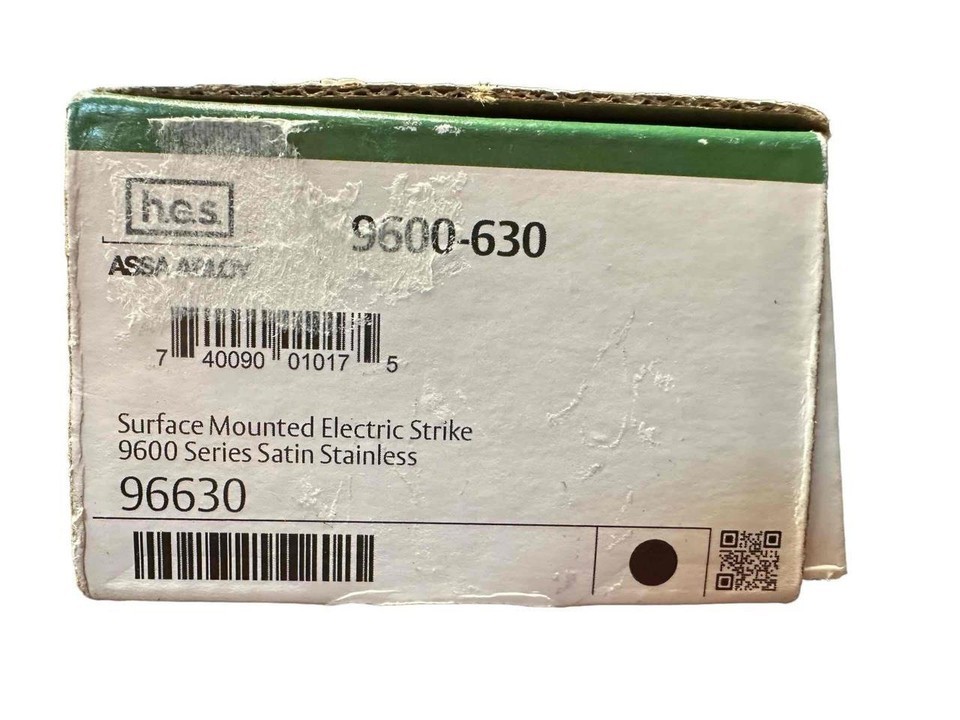 h.e.s.
ASSA ABLOY
9600-630
7 40090 01017 5
Surface Mounted Electric Strike
9600 Series Satin Stainless
96630